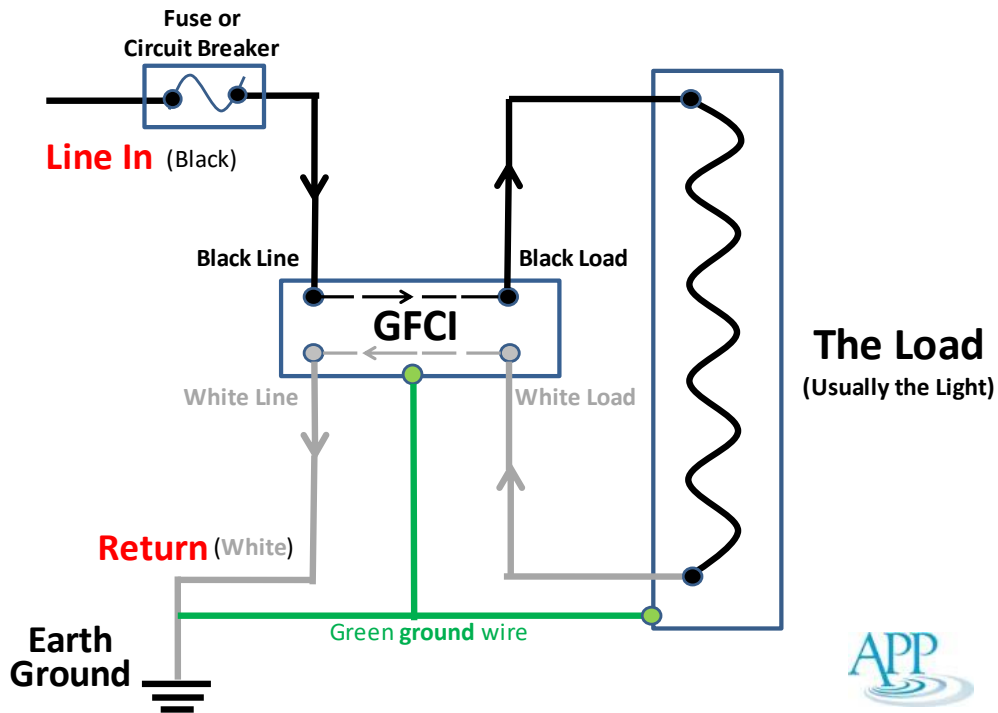 Fuse or
Circuit Breaker
Line In (Black)
Black Line
Black Load
GFCI
White Line
White Load
The Load
(Usually the Light)
Return (White)
Green ground wire
Earth
Ground
APP